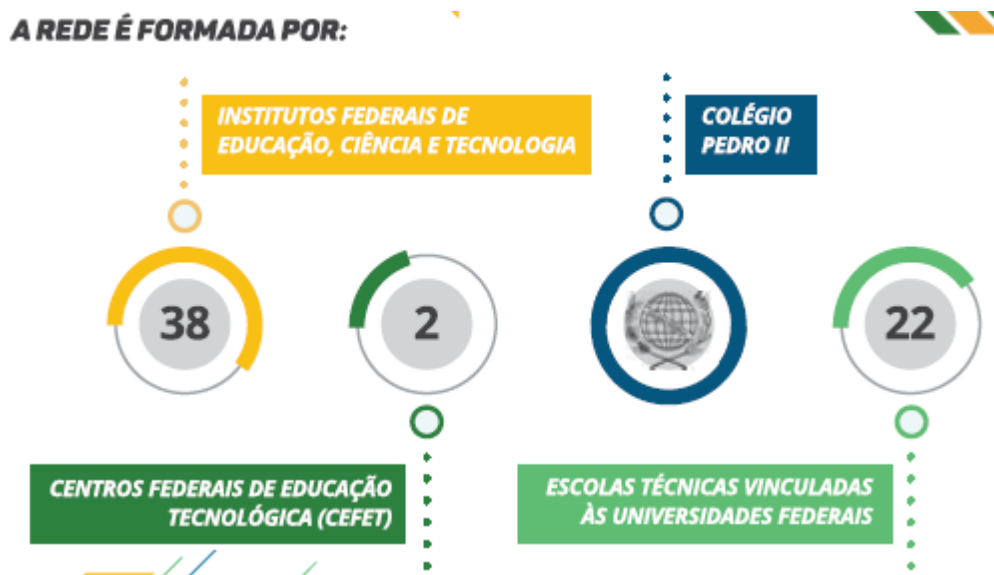 A REDE É FORMADA POR:
INSTITUTOS FEDERAIS DE
EDUCAÇÃO, CIÊNCIA E TECNOLOGIA
COLÉGIO
PEDRO II
38
2
22
CENTROS FEDERAIS DE EDUCAÇÃO
TECNOLÓGICA (CEFET)
ESCOLAS TÉCNICAS VINCULADAS
ÀS UNIVERSIDADES FEDERAIS